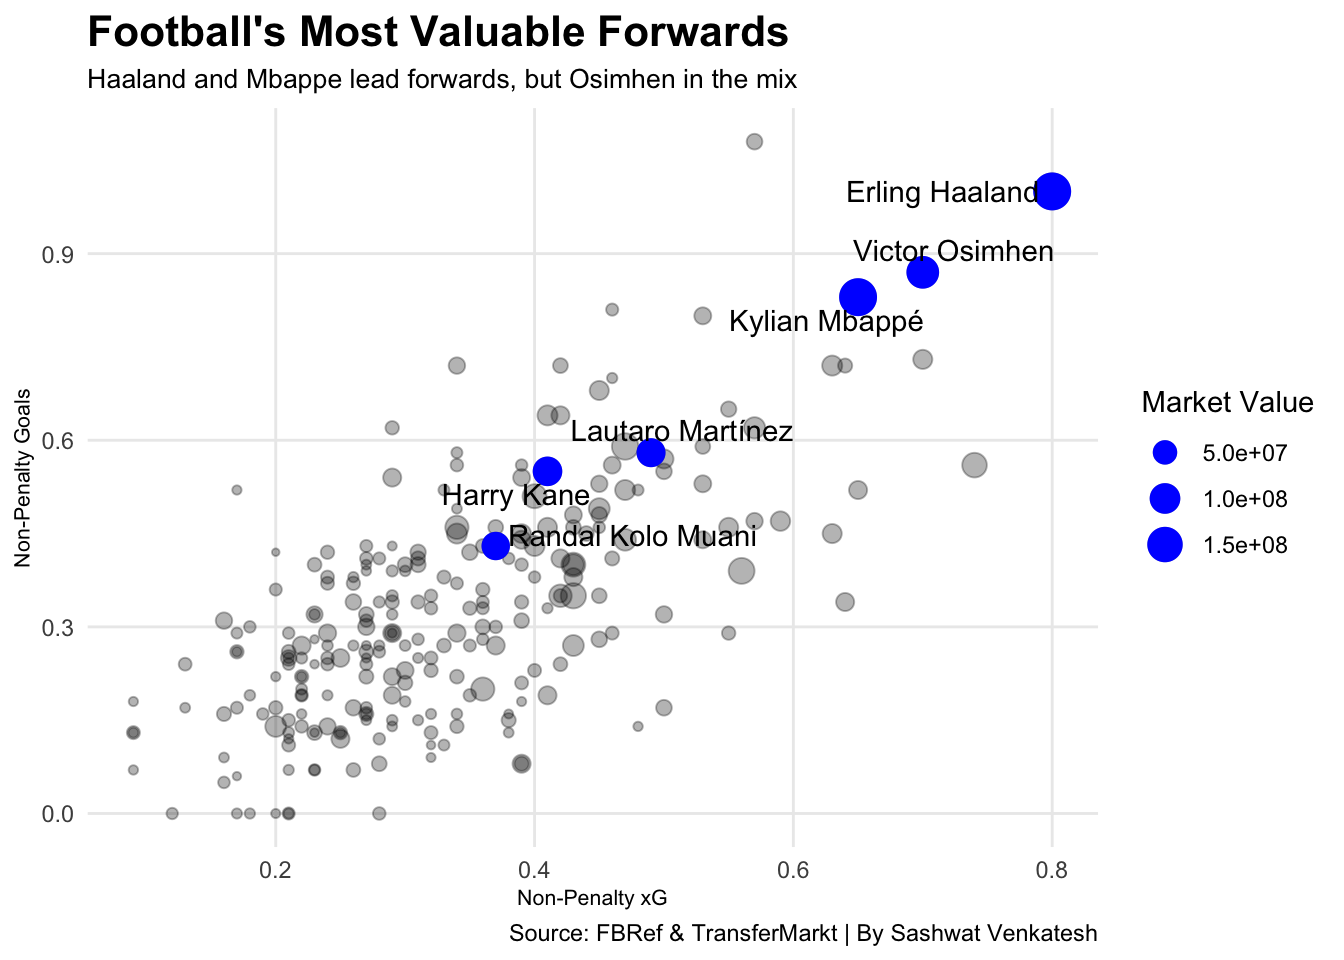 Football's Most Valuable Forwards
Haaland and Mbappe lead forwards, but Osimhen in the mix
Erling Haaland
Victor Osimhen
Kylian Mbappé
Lautaro Martínez
Harry Kane
Randal Kolo Muani
Non-Penalty Goals
0.9
0.6
0.3
0.0
0.2
0.4
0.6
0.8
Non-Penalty xG
Market Value
5.0e+07
1.0e+08
1.5e+08
Source: FBRef & TransferMarkt | By Sashwat Venkatesh